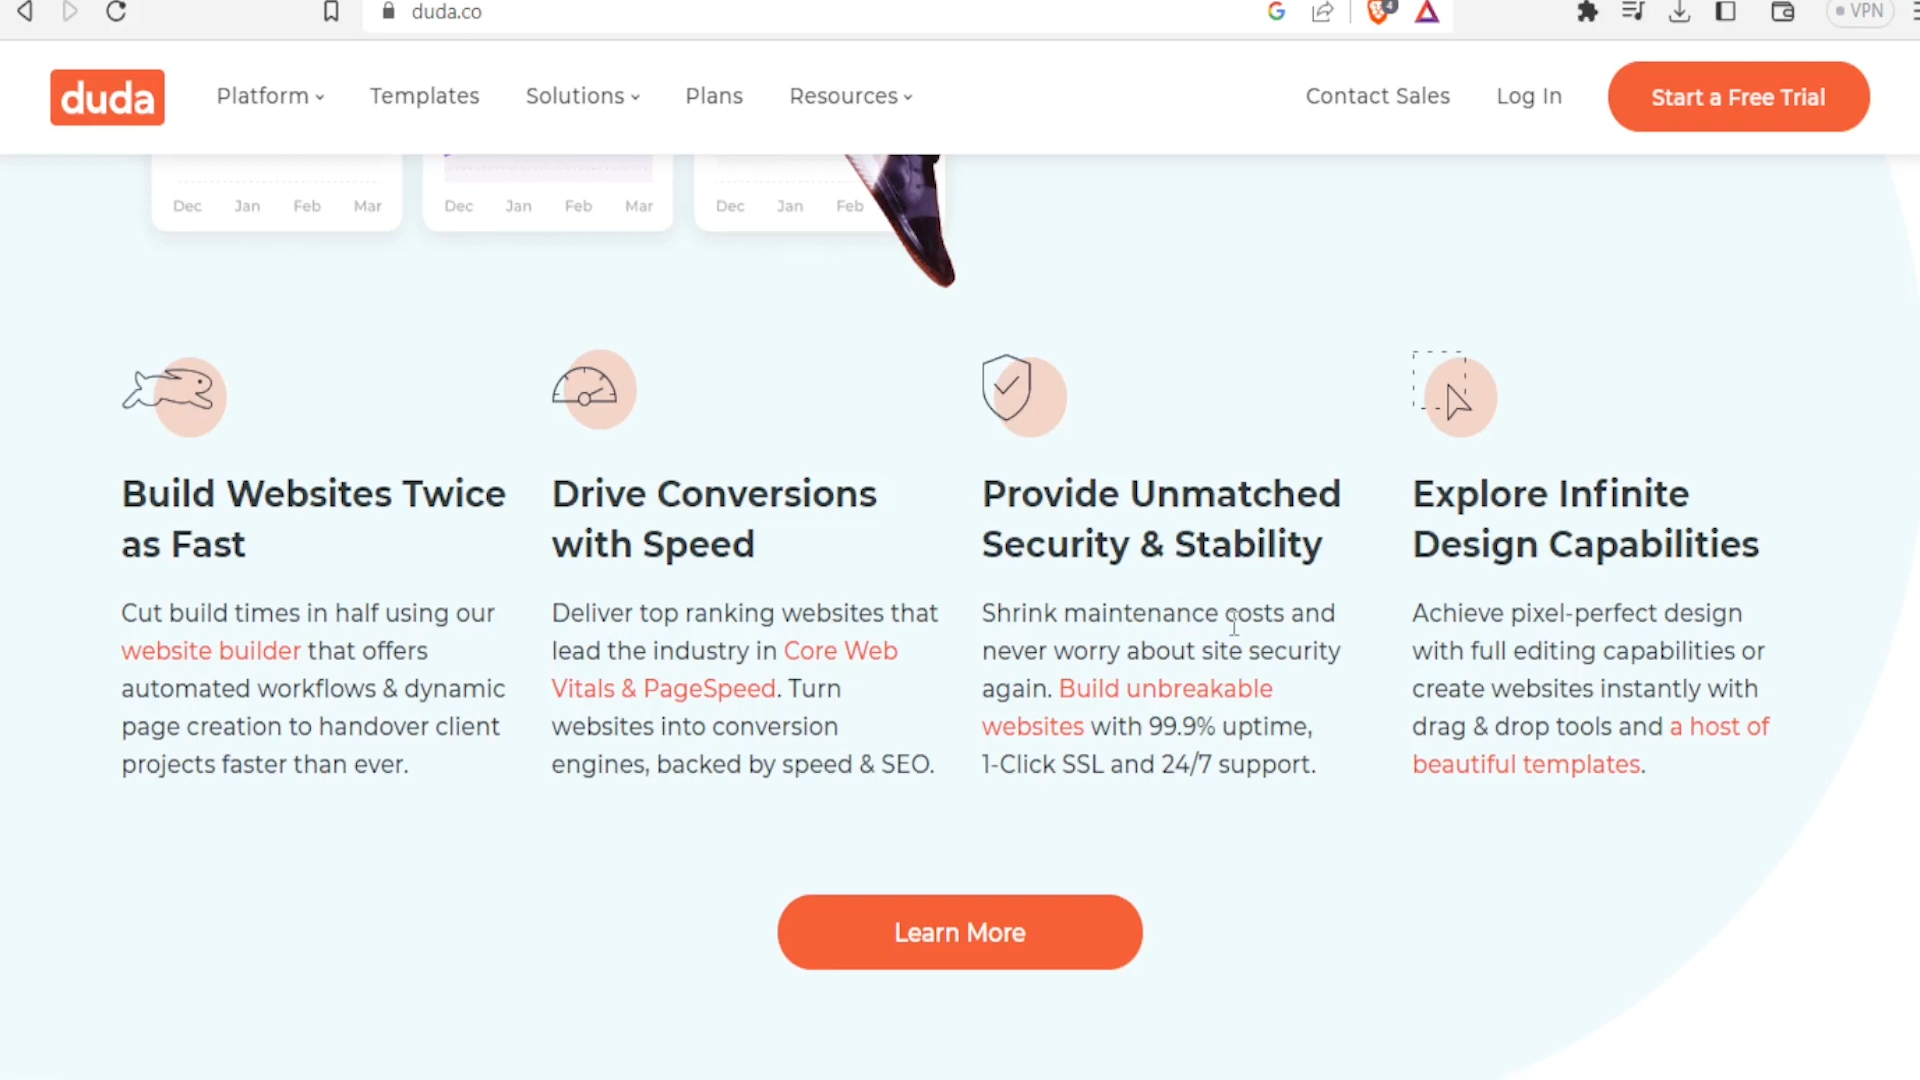 duda.co
4
VPN
duda
Platform
Templates
Solutions
Plans
Resources
Contact Sales
Log In
Start a Free Trial
Dec Jan Feb Mar
Dec Jan Feb Mar
Dec Jan Feb
Build Websites Twice
as Fast
Cut build times in half using our
website builder that offers
automated workflows & dynamic
page creation to handover client
projects faster than ever.
Drive Conversions
with Speed
Deliver top ranking websites that
lead the industry in Core Web
Vitals & PageSpeed. Turn
websites into conversion
engines, backed by speed & SEO.
Provide Unmatched
Security & Stability
Shrink maintenance costs and
never worry about site security
again. Build unbreakable
websites with 99.9% uptime,
1-Click SSL and 24/7 support.
Explore Infinite
Design Capabilities
Achieve pixel-perfect design
with full editing capabilities or
create websites instantly with
drag & drop tools and a host of
beautiful templates.
Learn More